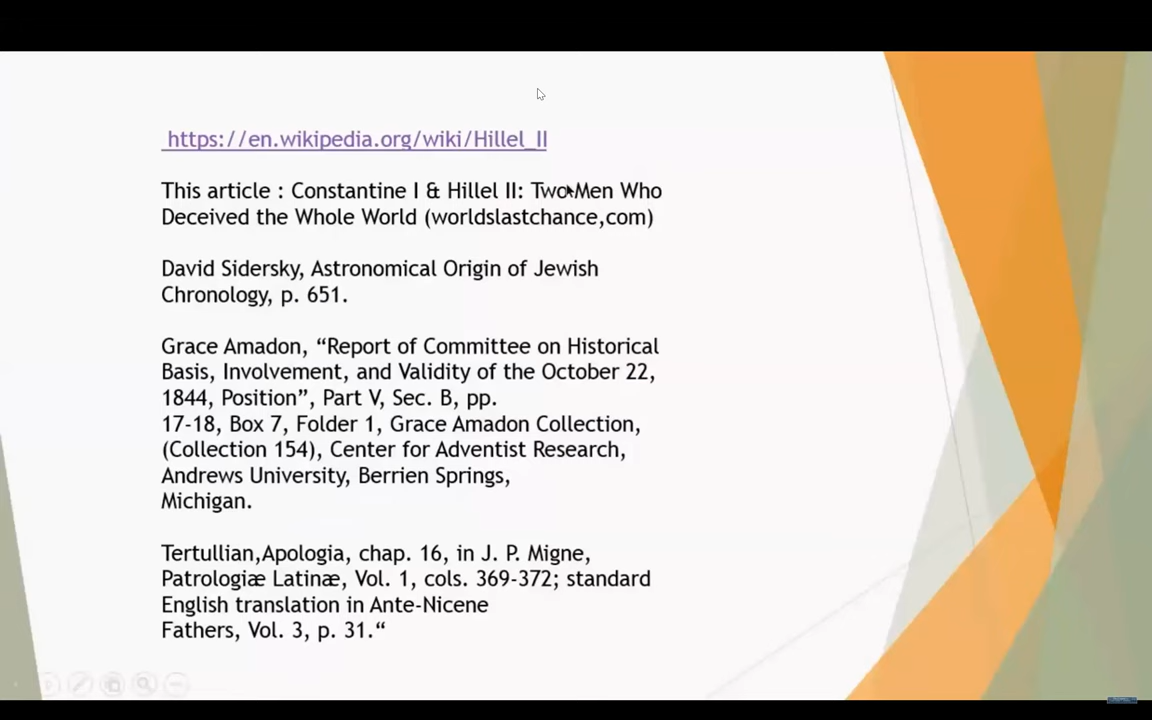 https://en.wikipedia.org/wiki/Hillel_II
This article : Constantine I & Hillel II: Two Men Who
Deceived the Whole World (worldslastchance,com)
David Sidersky, Astronomical Origin of Jewish
Chronology, p. 651.
Grace Amadon, “Report of Committee on Historical
Basis, Involvement, and Validity of the October 22,
1844, Position”, Part V, Sec. B, pp.
17-18, Box 7, Folder 1, Grace Amadon Collection,
(Collection 154), Center for Adventist Research,
Andrews University, Berrien Springs,
Michigan.
Tertullian,Apologia, chap. 16, in J. P. Migne,
Patrologiæ Latinæ, Vol. 1, cols. 369-372; standard
English translation in Ante-Nicene
Fathers, Vol. 3, p. 31.“